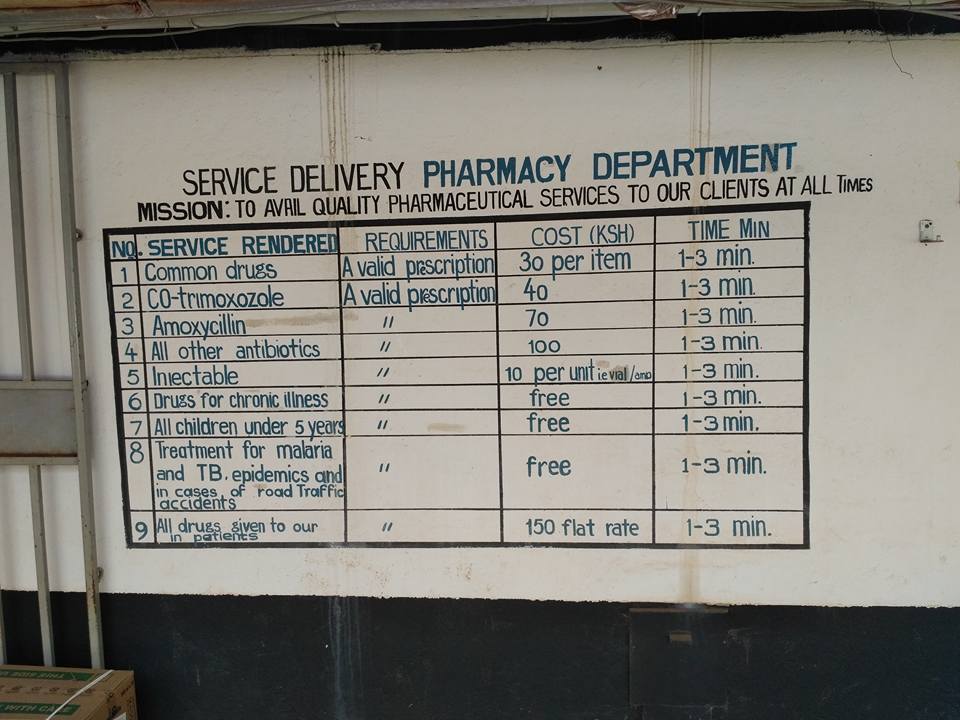 SERVICE DELIVERY PHARMACY DEPARTMENT
MISSION: TO AVAIL QUALITY PHARMACEUTICAL SERVICES TO OUR CLIENTS AT ALL TIMES
NO. SERVICE RENDERED REQUIREMENTS COST (KSH) TIME MIN
1 Common drugs A valid prescription 30 per item 1-3 min.
2 CO-trimoxozole A valid prescription 40 1-3 min.
3 Amoxycillin " 70 1-3 min.
4 All other antibiotics " 100 1-3 min.
5 Injectable " 10 per unit ie vial/amp 1-3 min.
6 Drugs for chronic illness " free 1-3 min.
7 All children under 5 years " free 1-3 min.
8 Treatment for malaria
and TB, epidemics and " free 1-3 min.
in cases of road Traffic
accidents
9 All drugs given to our " 150 flat rate 1-3 min.
in patients
THIS SIDE U
WITH CARE